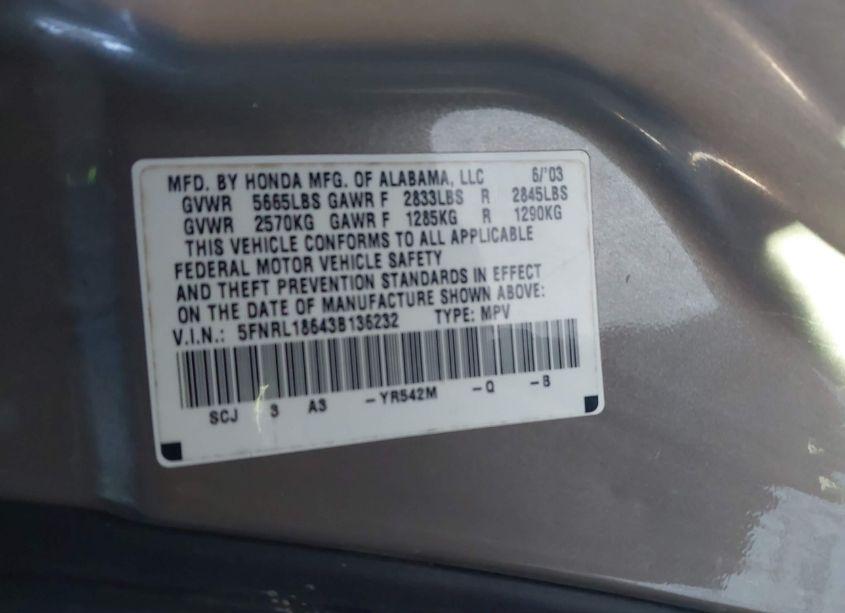 MFD. BY HONDA MFG. OF ALABAMA, LLC 6/'03
GVWR 5665LBS GAWR F 2833LBS R 2845LBS
GVWR 2570KG GAWR F 1285KG R 1290KG
THIS VEHICLE CONFORMS TO ALL APPLICABLE
FEDERAL MOTOR VEHICLE SAFETY
AND THEFT PREVENTION STANDARDS IN EFFECT
ON THE DATE OF MANUFACTURE SHOWN ABOVE:
V.I.N.: 5FNRL18643B136232 TYPE: MPV
SCJ 3 A3 -YR542M -Q -B